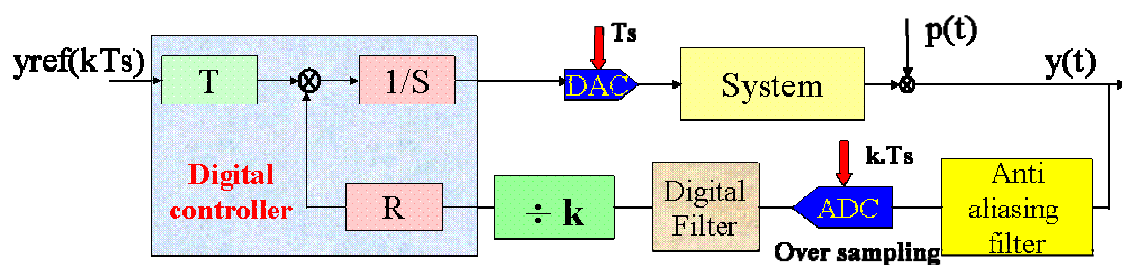 Ts
p(t)
yref(kTs)
T
1/S
DAC
System
y(t)
k.Ts
Digital
controller
R
÷ k
Digital
Filter
ADC
Anti
aliasing
filter
Over sampling